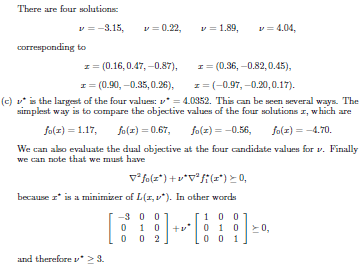 There are four solutions:
ν = −3.15, ν = 0.22, ν = 1.89, ν = 4.04,
corresponding to
x = (0.16, 0.47, −0.87), x = (0.36, −0.82, 0.45),
x = (0.90, −0.35, 0.26), x = (−0.97, −0.20, 0.17).
(c) ν* is the largest of the four values: ν* = 4.0352. This can be seen several ways. The
simplest way is to compare the objective values of the four solutions x, which are
f₀(x) = 1.17, f₀(x) = 0.67, f₀(x) = −0.56, f₀(x) = −4.70.
We can also evaluate the dual objective at the four candidate values for ν. Finally
we can note that we must have
∇²f₀(x*) + ν*∇²f₁(x*) ⪰ 0,
because x* is a minimizer of L(x, ν*). In other words
[ −3 0 0 ; 0 1 0 ; 0 0 2 ] + ν* [ 1 0 0 ; 0 1 0 ; 0 0 1 ] ⪰ 0,
and therefore ν* ≥ 3.